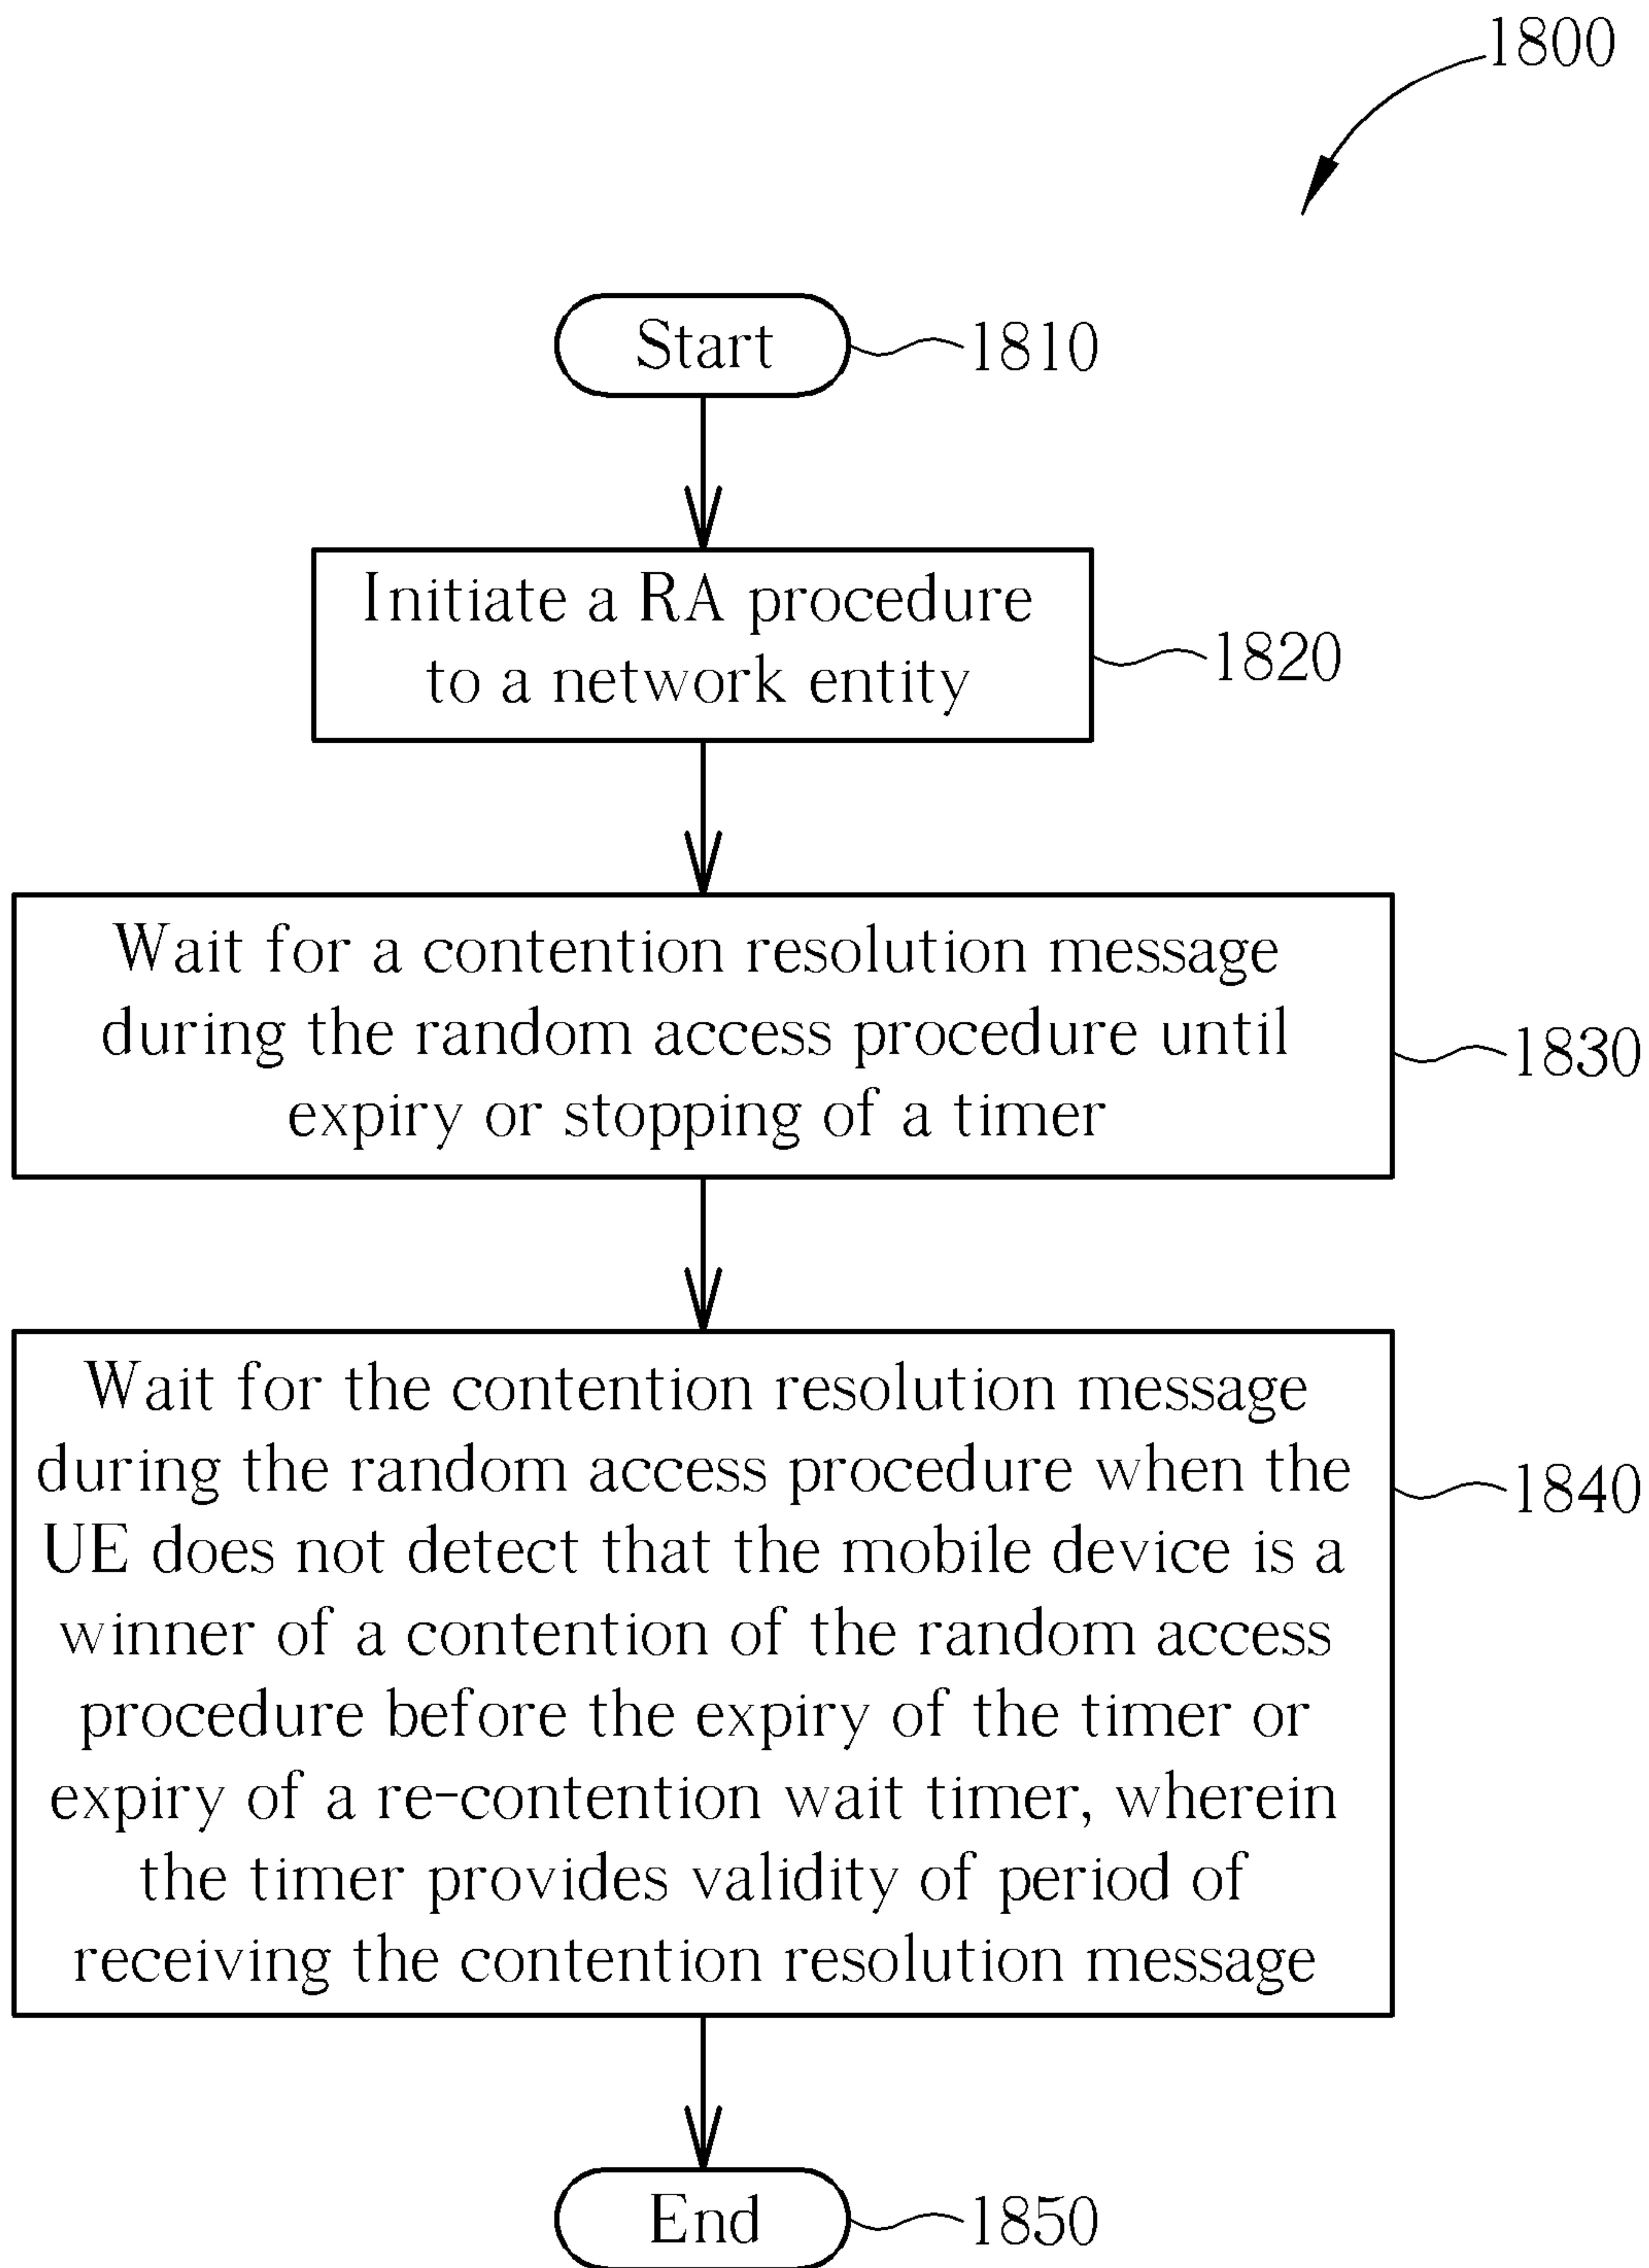 1800
Start
1810
Initiate a RA procedure
to a network entity
1820
Wait for a contention resolution message
during the random access procedure until
expiry or stopping of a timer
1830
Wait for the contention resolution message
during the random access procedure when the
UE does not detect that the mobile device is a
winner of a contention of the random access
procedure before the expiry of the timer or
expiry of a re-contention wait timer, wherein
the timer provides validity of period of
receiving the contention resolution message
1840
End
1850